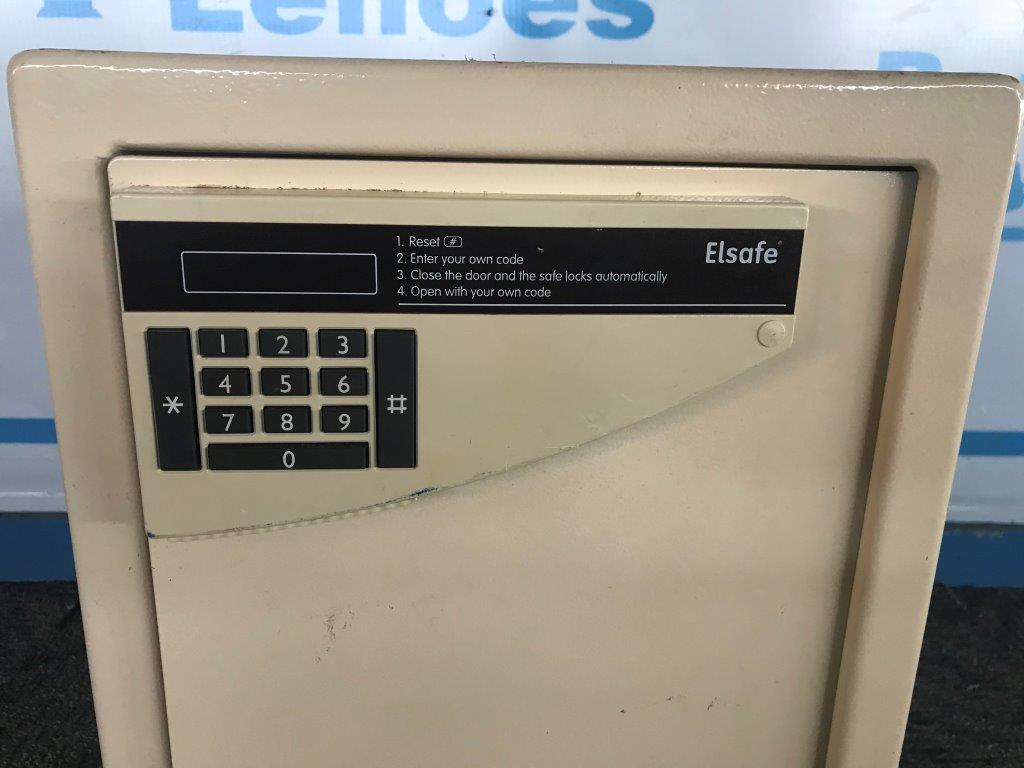 1. Reset #
2. Enter your own code
3. Close the door and the safe locks automatically
4. Open with your own code
Elsafe
1 2 3
4 5 6
* #
7 8 9
0